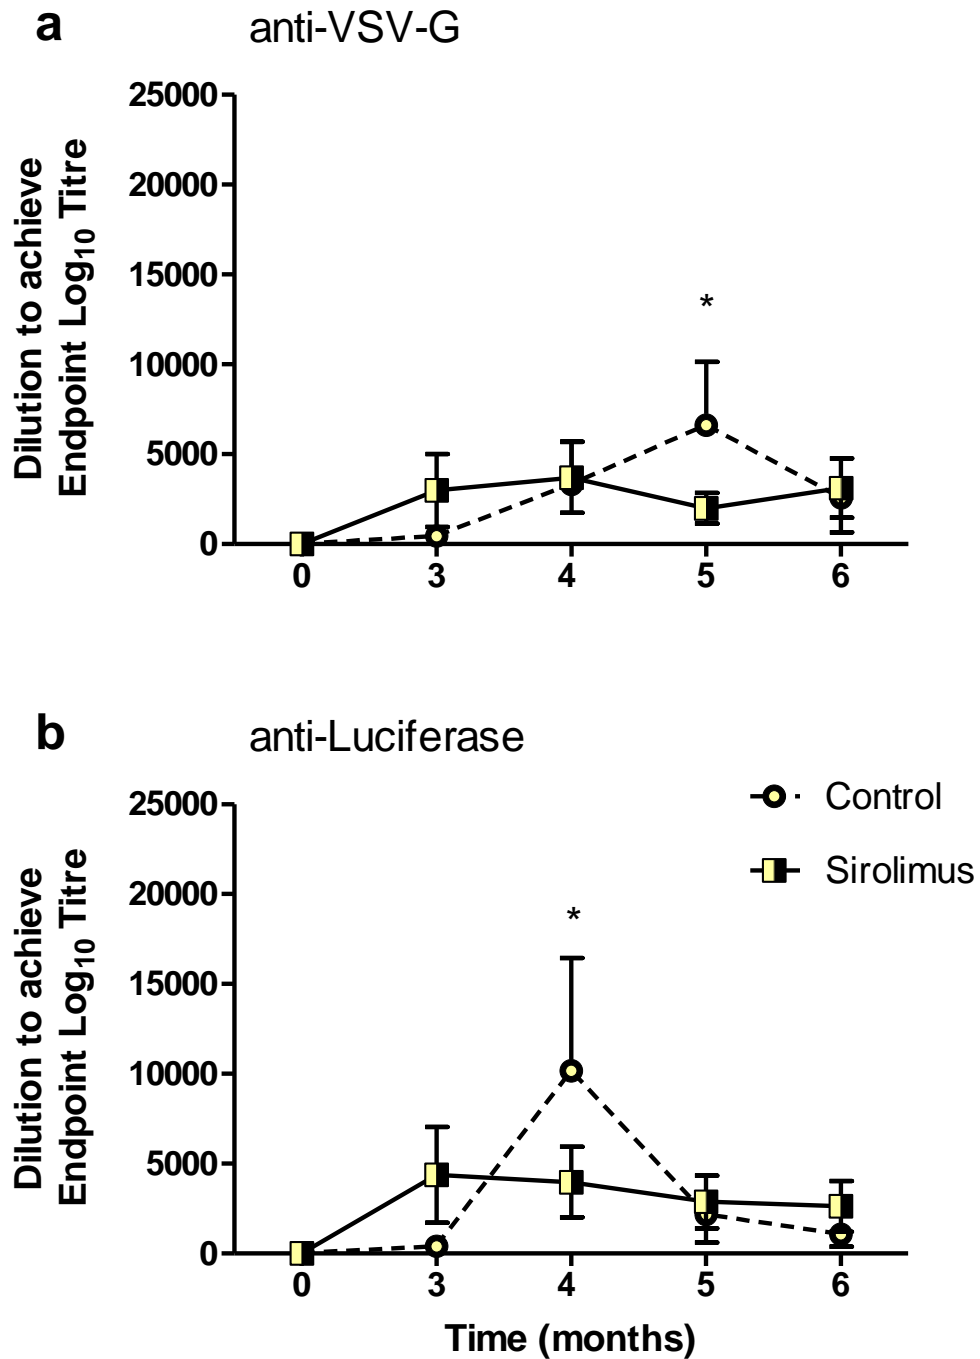 a
anti-VSV-G
Dilution to achieve
Endpoint Log₁₀ Titre
25000
20000
15000
10000
5000
0
*
0 3 4 5 6
b
anti-Luciferase
Dilution to achieve
Endpoint Log₁₀ Titre
25000
20000
15000
10000
5000
0
Control
Sirolimus
*
0 3 4 5 6
Time (months)